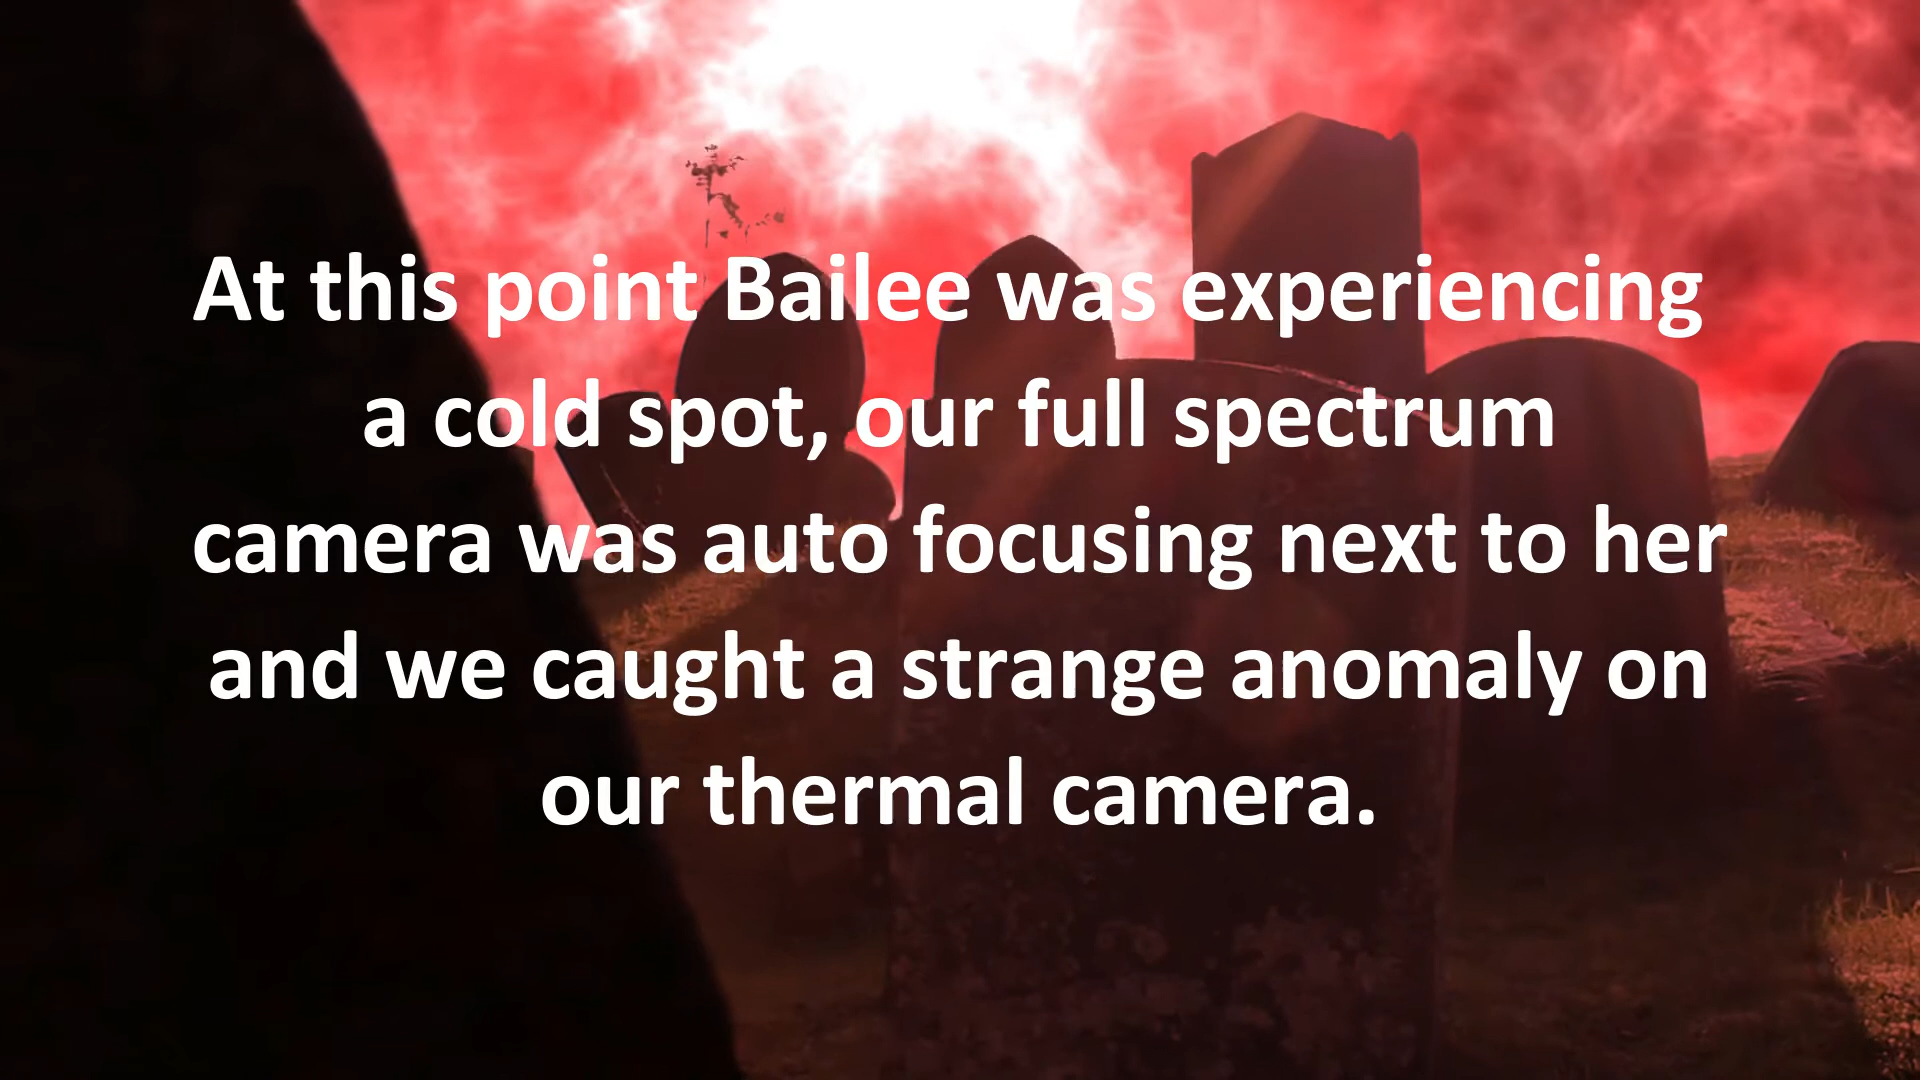 At this point Bailee was experiencing
a cold spot, our full spectrum
camera was auto focusing next to her
and we caught a strange anomaly on
our thermal camera.